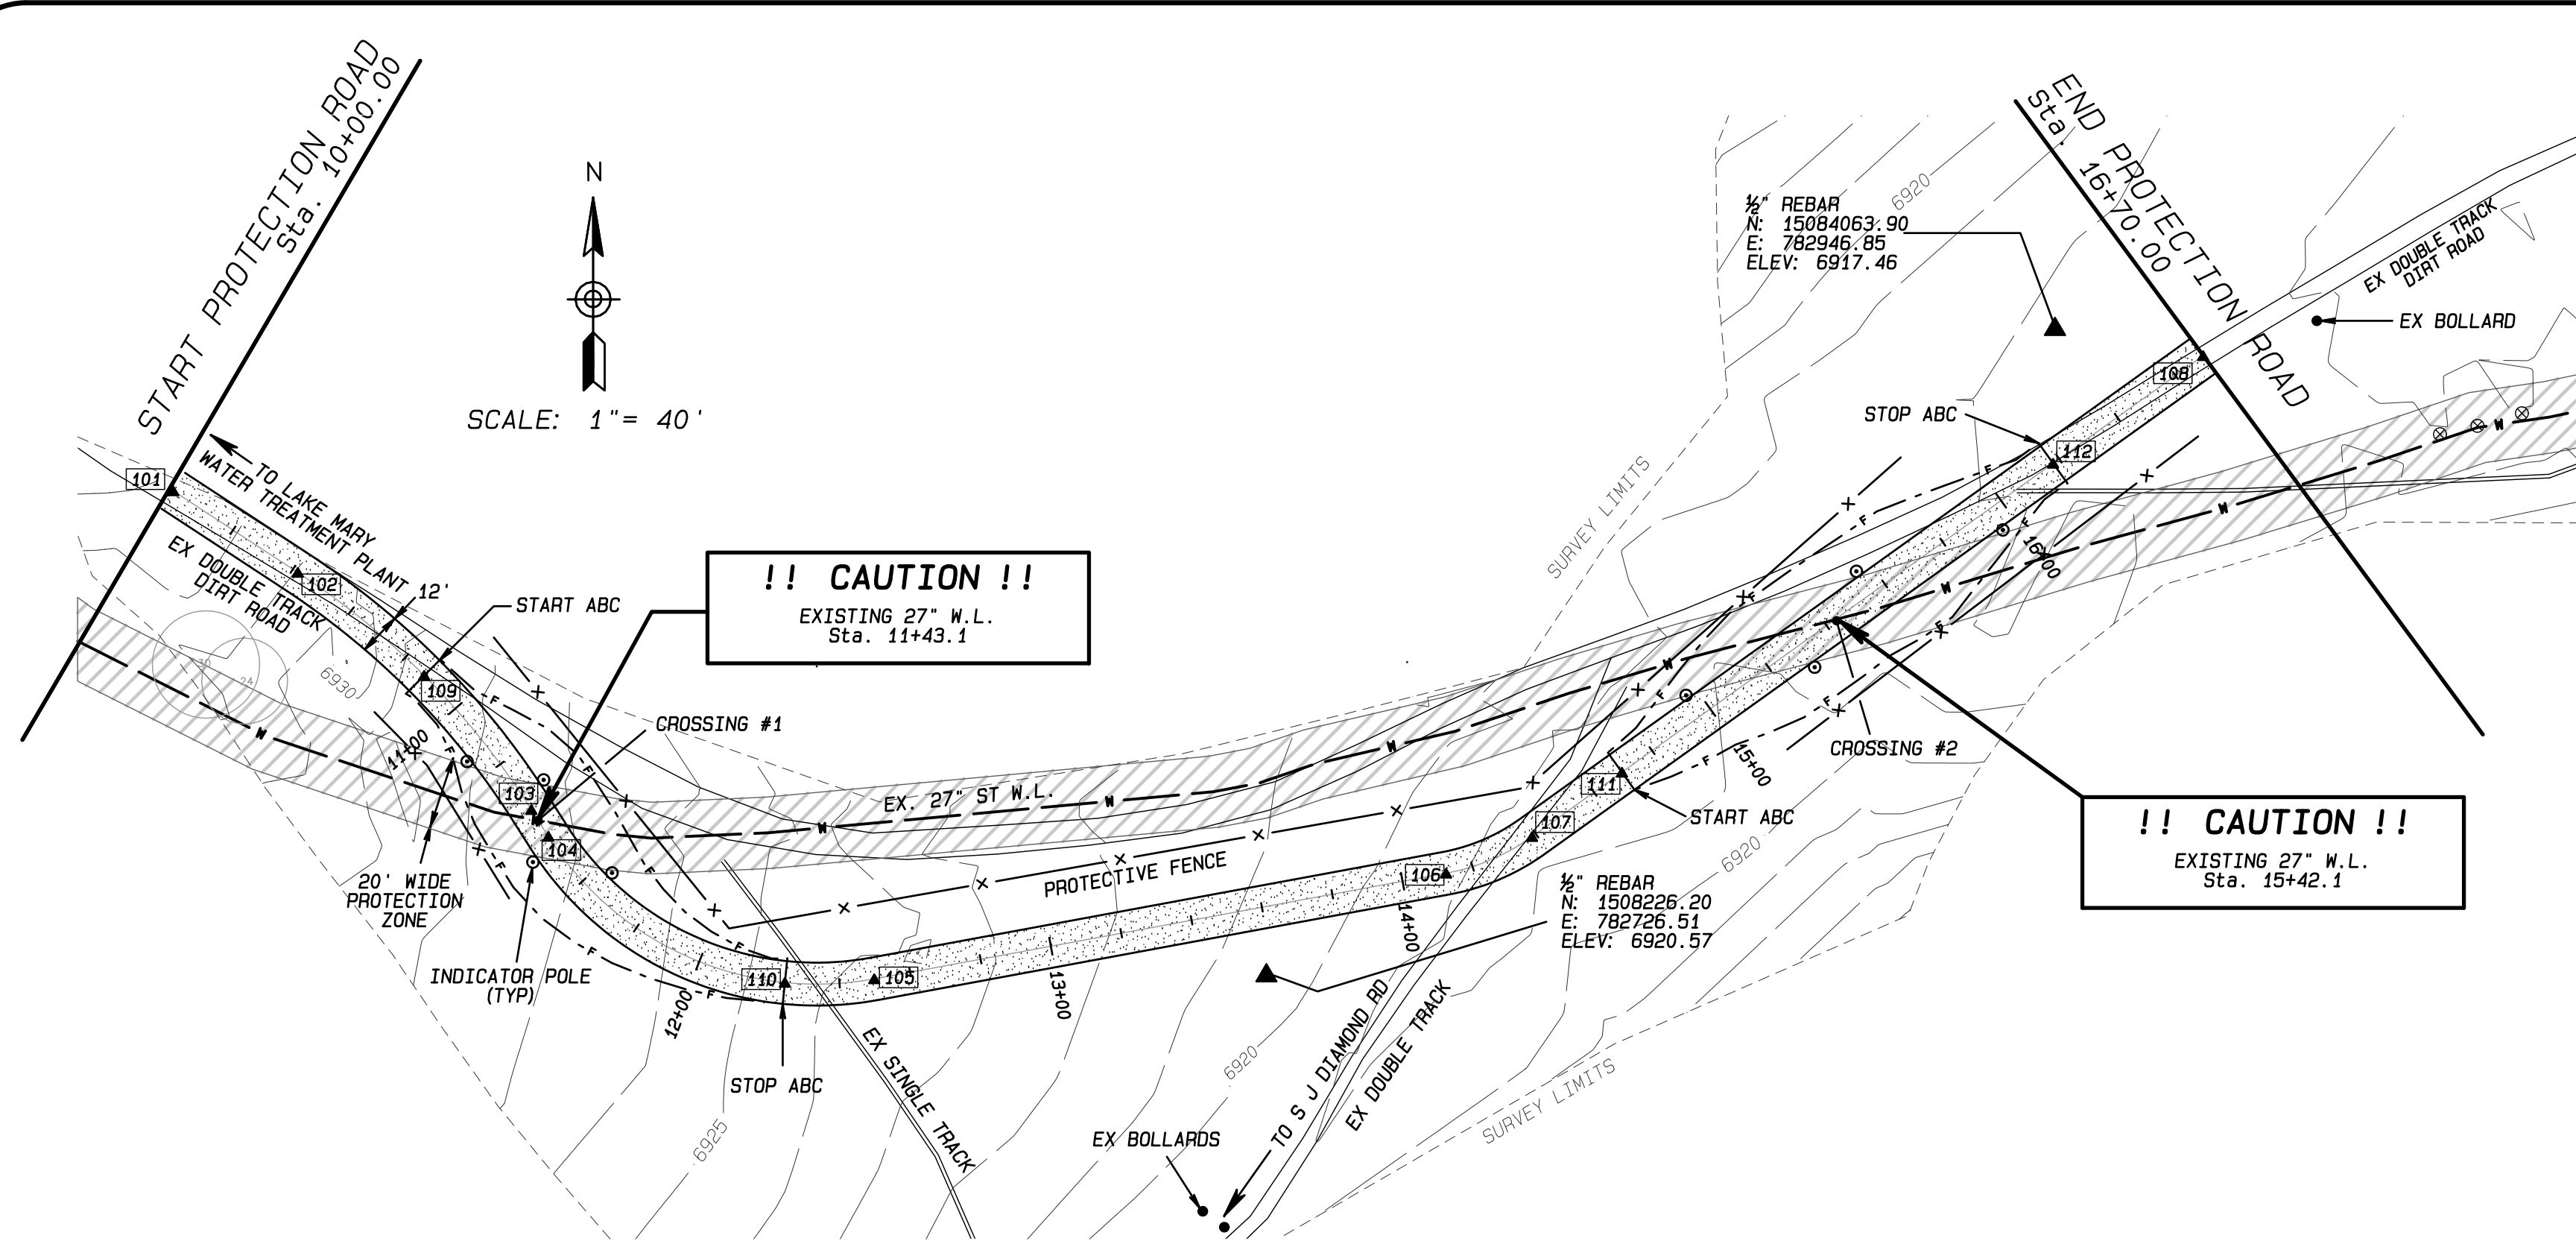 START PROTECTION ROAD
Sta. 10+00.00
N
SCALE: 1"= 40'
END PROTECTION ROAD
Sta. 16+70.00
½" REBAR
N: 15084063.90
E: 782946.85
ELEV: 6917.46
6920
EX DOUBLE TRACK
DIRT ROAD
EX BOLLARD
STOP ABC
108
112
W
101
TO LAKE MARY
WATER TREATMENT PLANT
EX DOUBLE TRACK
DIRT ROAD
102
12'
START ABC
!! CAUTION !!
EXISTING 27" W.L.
Sta. 11+43.1
SURVEY LIMITS
30
24
6930
109
F
CROSSING #1
11+00
103
104
W
EX. 27" ST W.L.
W
W
W
W
W
W
F
F
F
16+00
CROSSING #2
15+00
111
START ABC
107
106
PROTECTIVE FENCE
14+00
!! CAUTION !!
EXISTING 27" W.L.
Sta. 15+42.1
6920
½" REBAR
N: 1508226.20
E: 782726.51
ELEV: 6920.57
20' WIDE
PROTECTION
ZONE
INDICATOR POLE
(TYP)
F
F
F
F
110
105
12+00
13+00
STOP ABC
EX SINGLE TRACK
6925
6920
EX BOLLARDS
TO S J DIAMOND RD
EX DOUBLE TRACK
SURVEY LIMITS